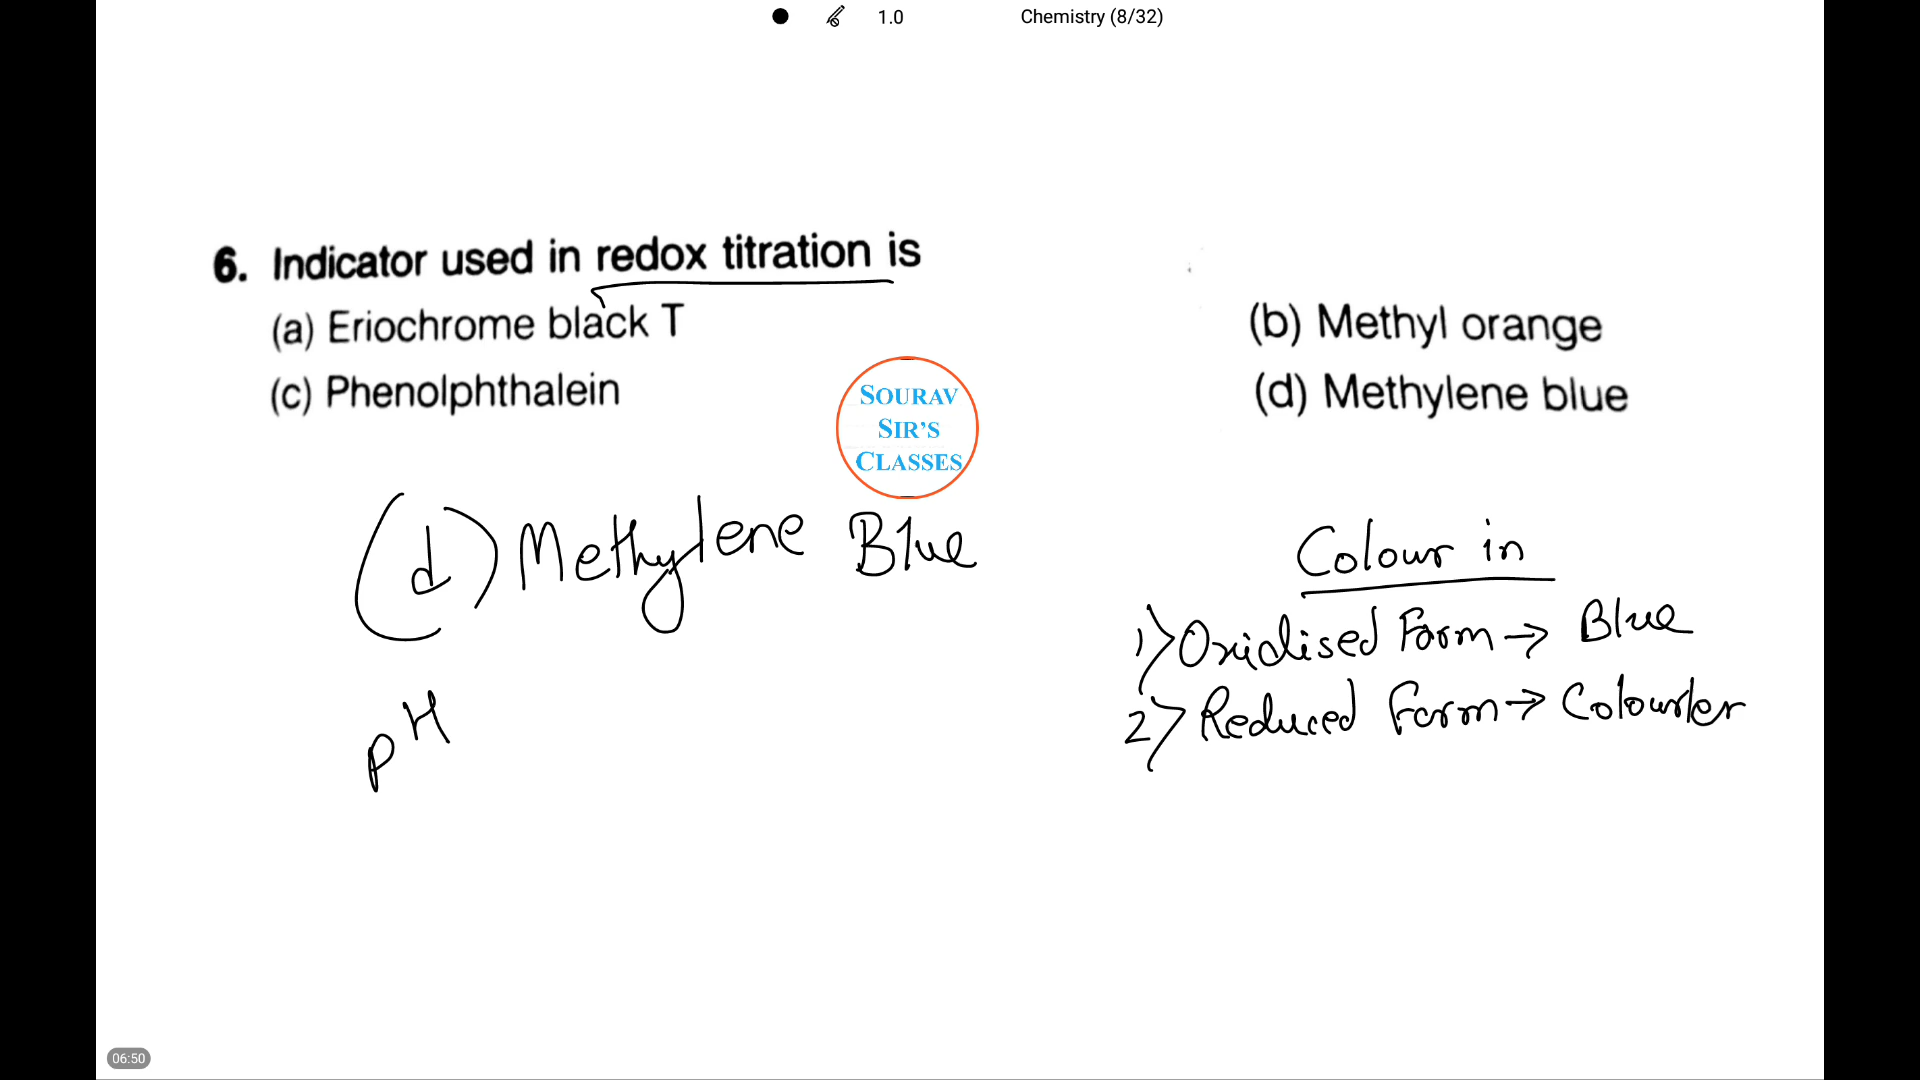 1.0 Chemistry (8/32)
6. Indicator used in redox titration is
(a) Eriochrome black T (b) Methyl orange
(c) Phenolphthalein (d) Methylene blue
SOURAV
SIR'S
CLASSES
(d) Methylene Blue
Colour in
1) Oxidised Form → Blue
2) Reduced Form → Colourless
pH
06:50